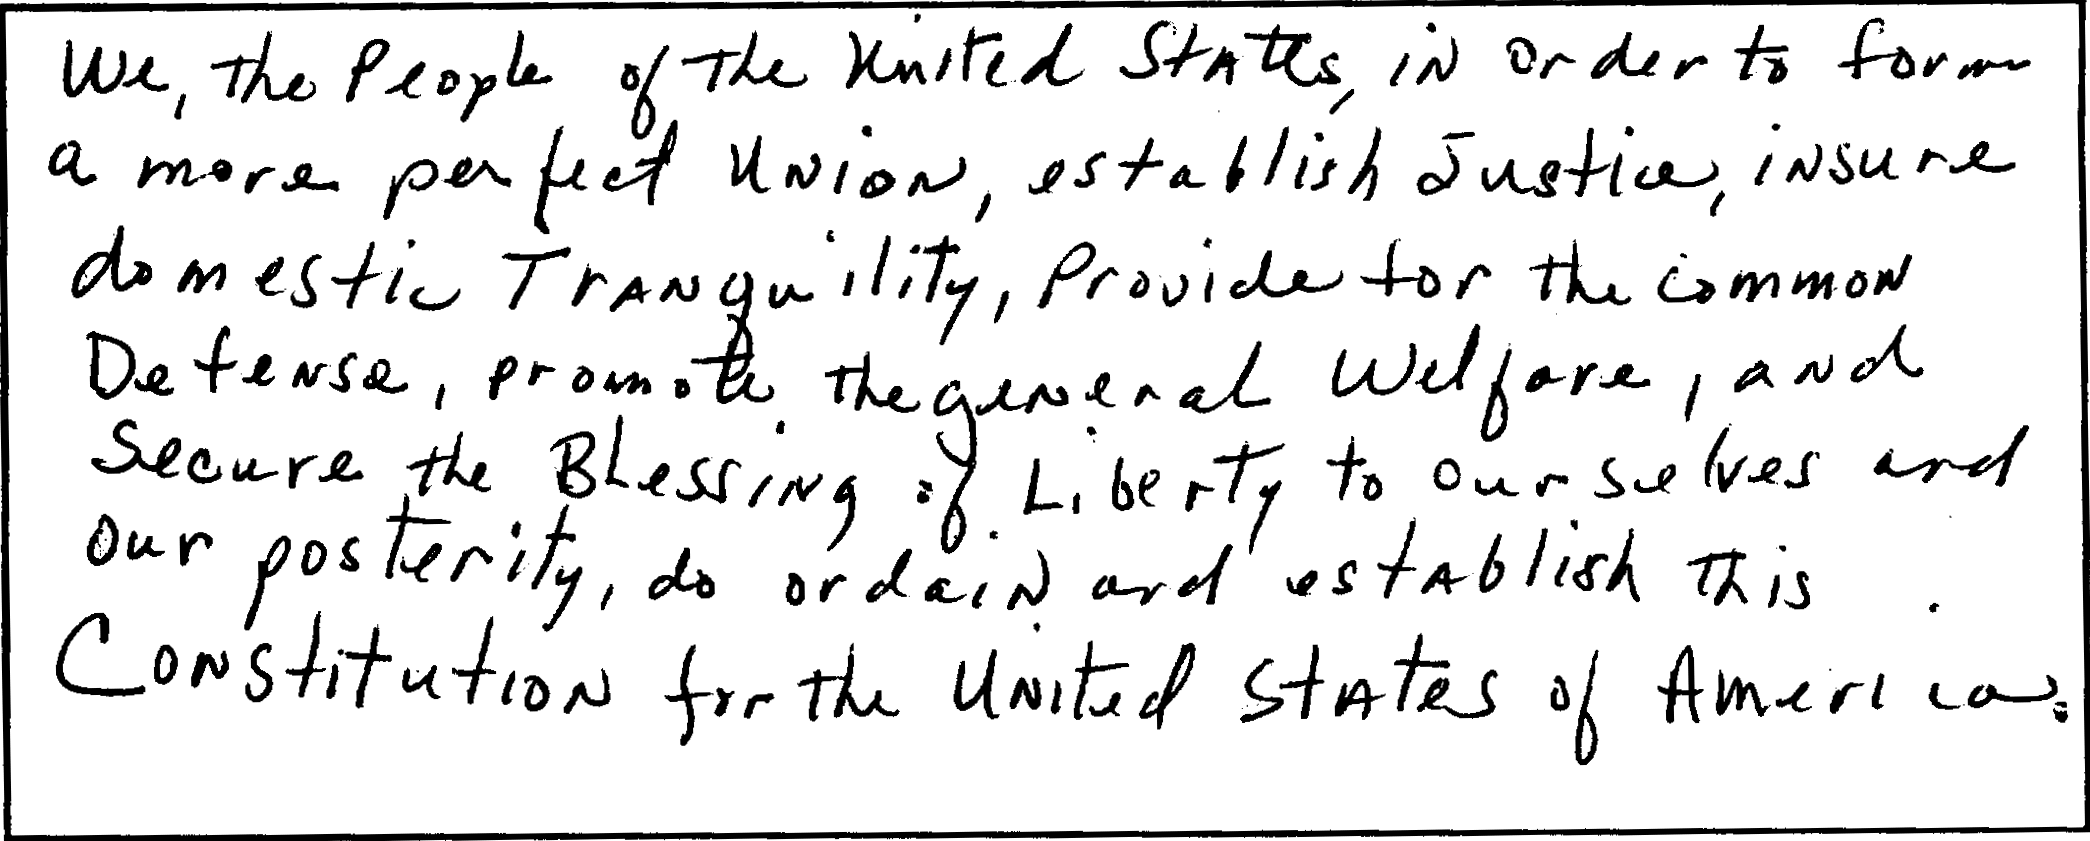 We, the People of the United States, in order to form
a more perfect Union, establish Justice, insure
domestic Tranquility, Provide for the common
Defense, promote the general Welfare, and
Secure the Blessing of Liberty to ourselves and
our posterity, do ordain and establish this
Constitution for the United States of America.